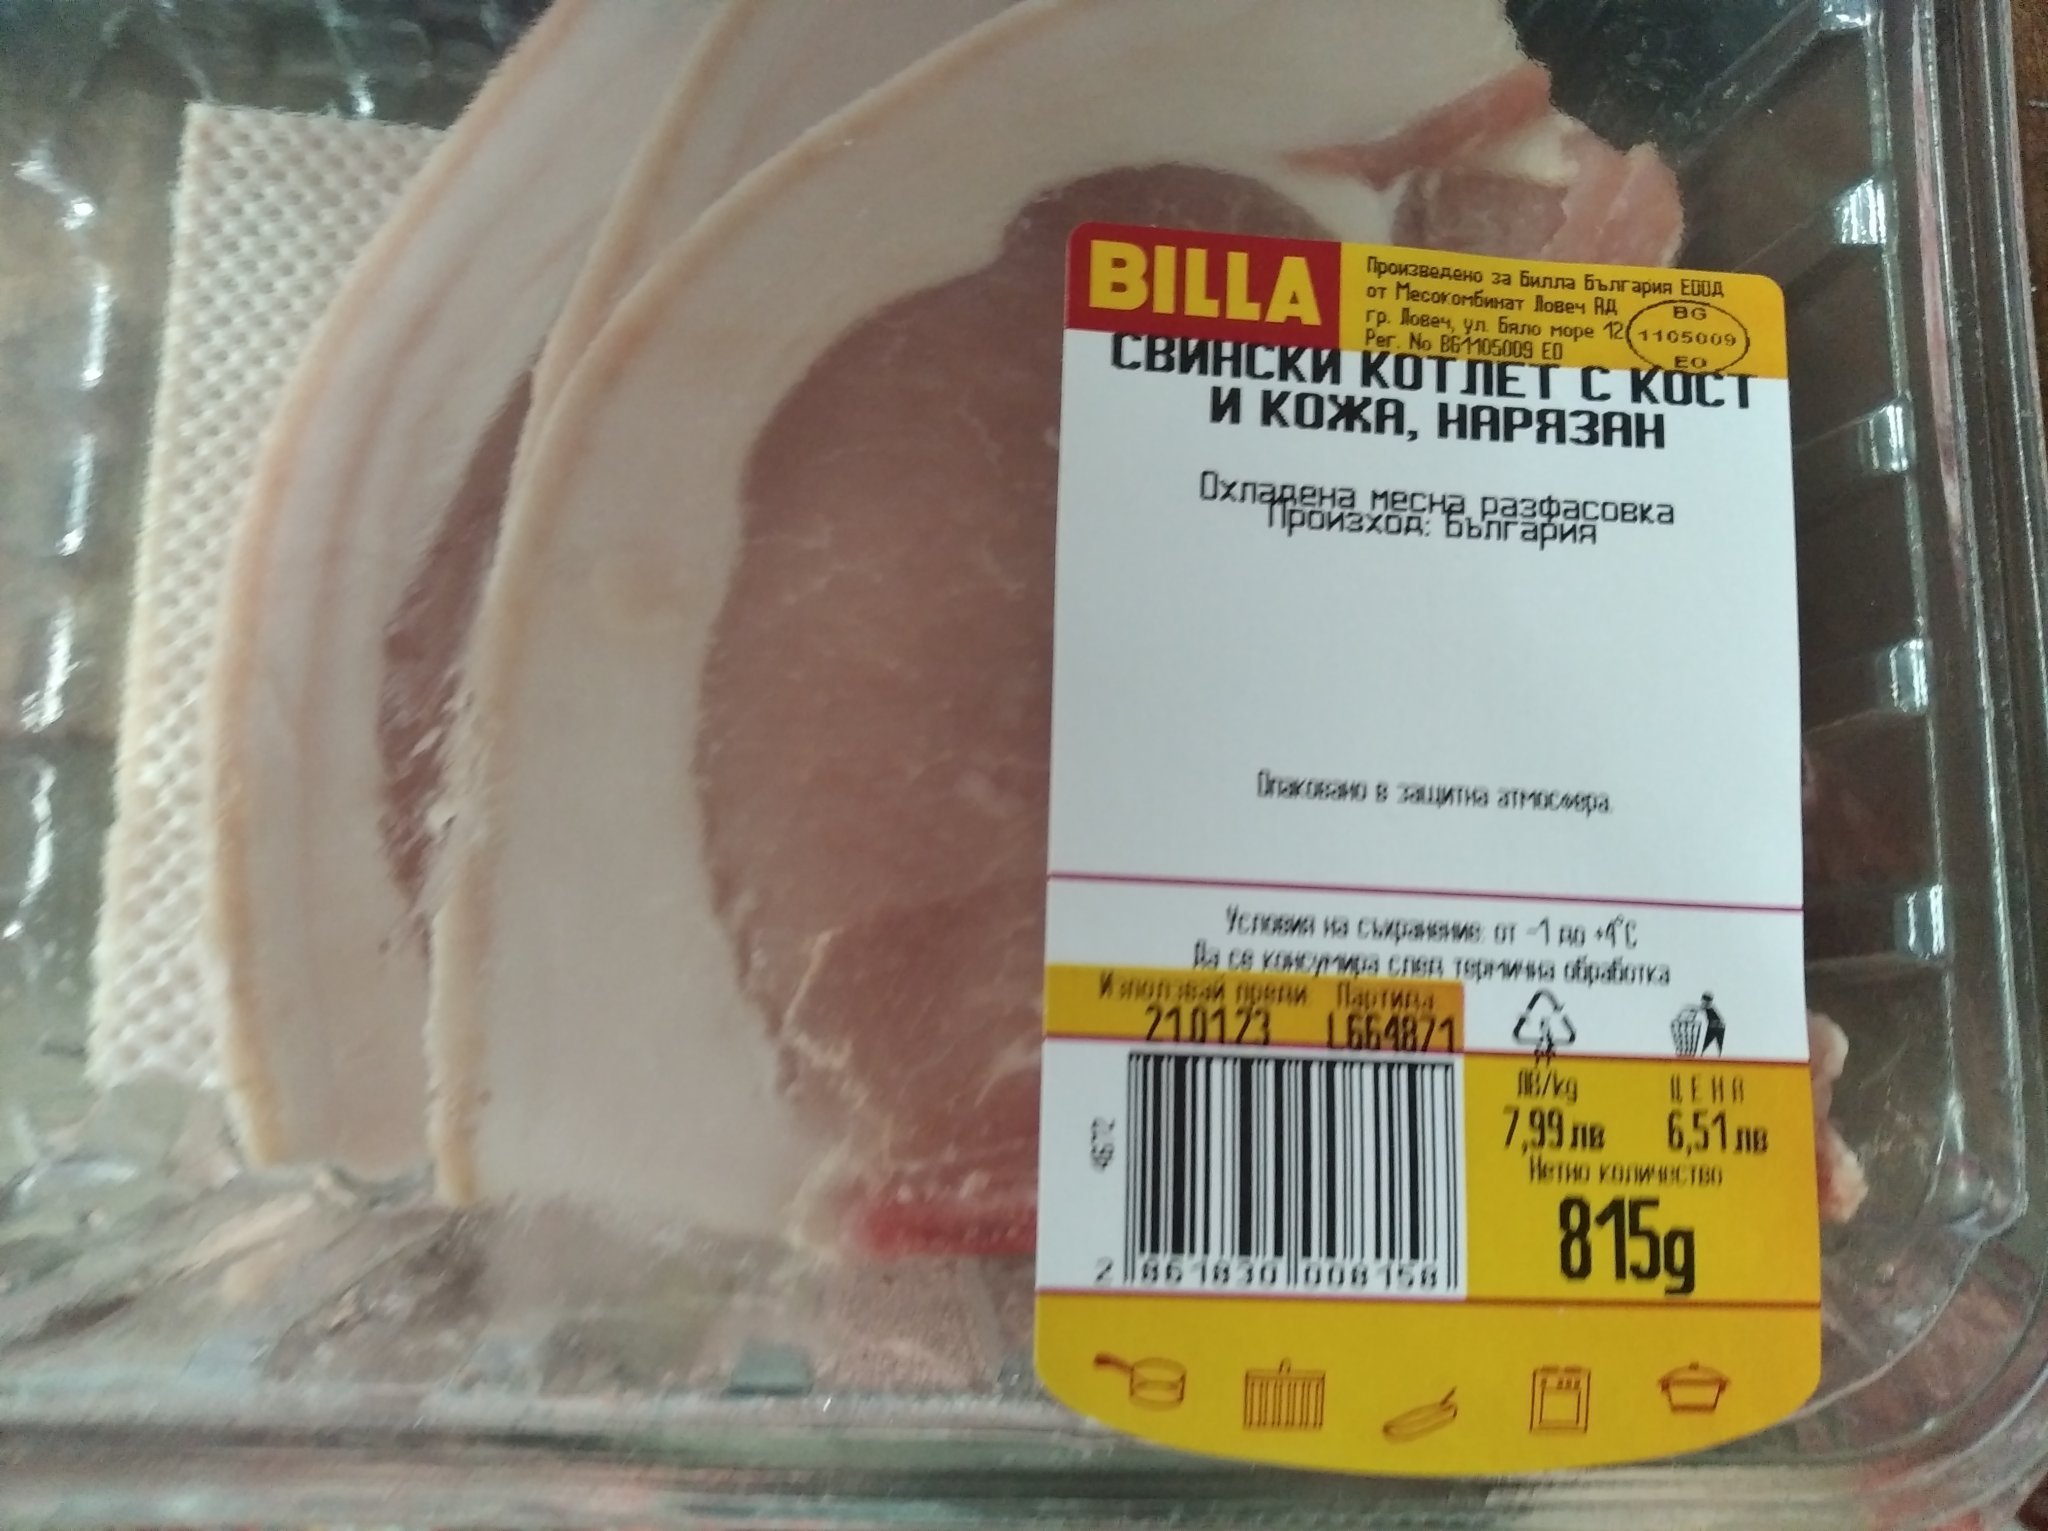 BILLA
Произведено за Билла България ЕООД
от Месокомбинат Ловеч АД
гр. Ловеч, ул. Бяло море 12
Рег. No BG1105009 ЕО
BG
1105009
EO
СВИНСКИ КОТЛЕТ С КОСТ
И КОЖА, НАРЯЗАН
Охладена месна разфасовка
Произход: България
Опаковано в защитна атмосфера.
Условия на съхранение: от -1 до +4°C
Да се консумира след термична обработка
Използвай преди Партида
210123 L664871
PP
ЛВ/kg ЦЕНА
7,99 лв 6,51 лв
Нетно количество
815g
4672
2 861830 008158